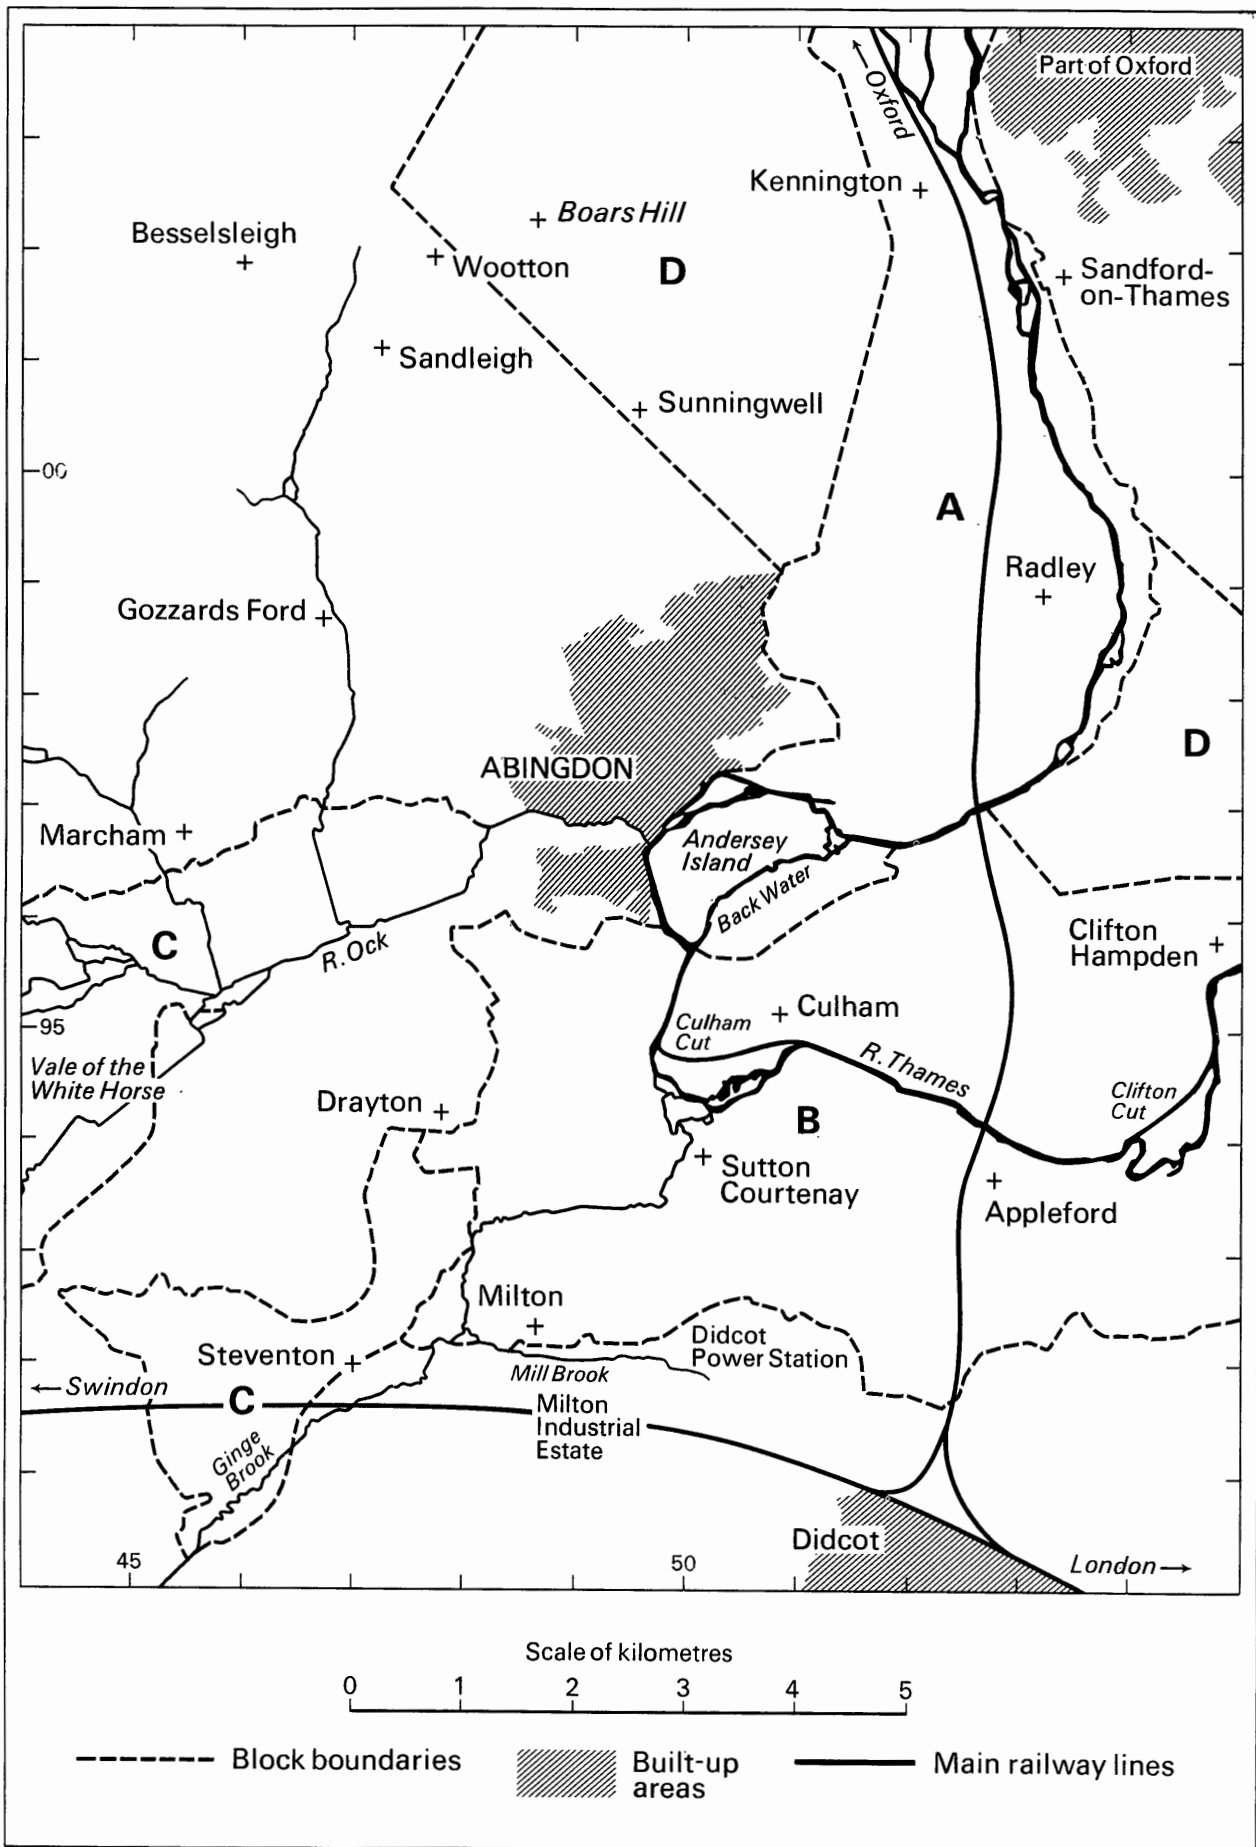 Part of Oxford
Oxford
Kennington
Boars Hill
Besselsleigh
Wootton
D
Sandford-
on-Thames
Sandleigh
Sunningwell
00
A
Radley
Gozzards Ford
D
ABINGDON
Marcham
Andersey
Island
Back Water
C
R. Ock
Clifton
Hampden
95
Culham
Culham
Cut
Vale of the
White Horse
R. Thames
Drayton
Clifton
Cut
B
Sutton
Courtenay
Appleford
Milton
Didcot
Power Station
Steventon
Mill Brook
←Swindon
C
Milton
Industrial
Estate
Ginge
Brook
Didcot
45
50
London→
Scale of kilometres
0 1 2 3 4 5
Block boundaries
Built-up
areas
Main railway lines